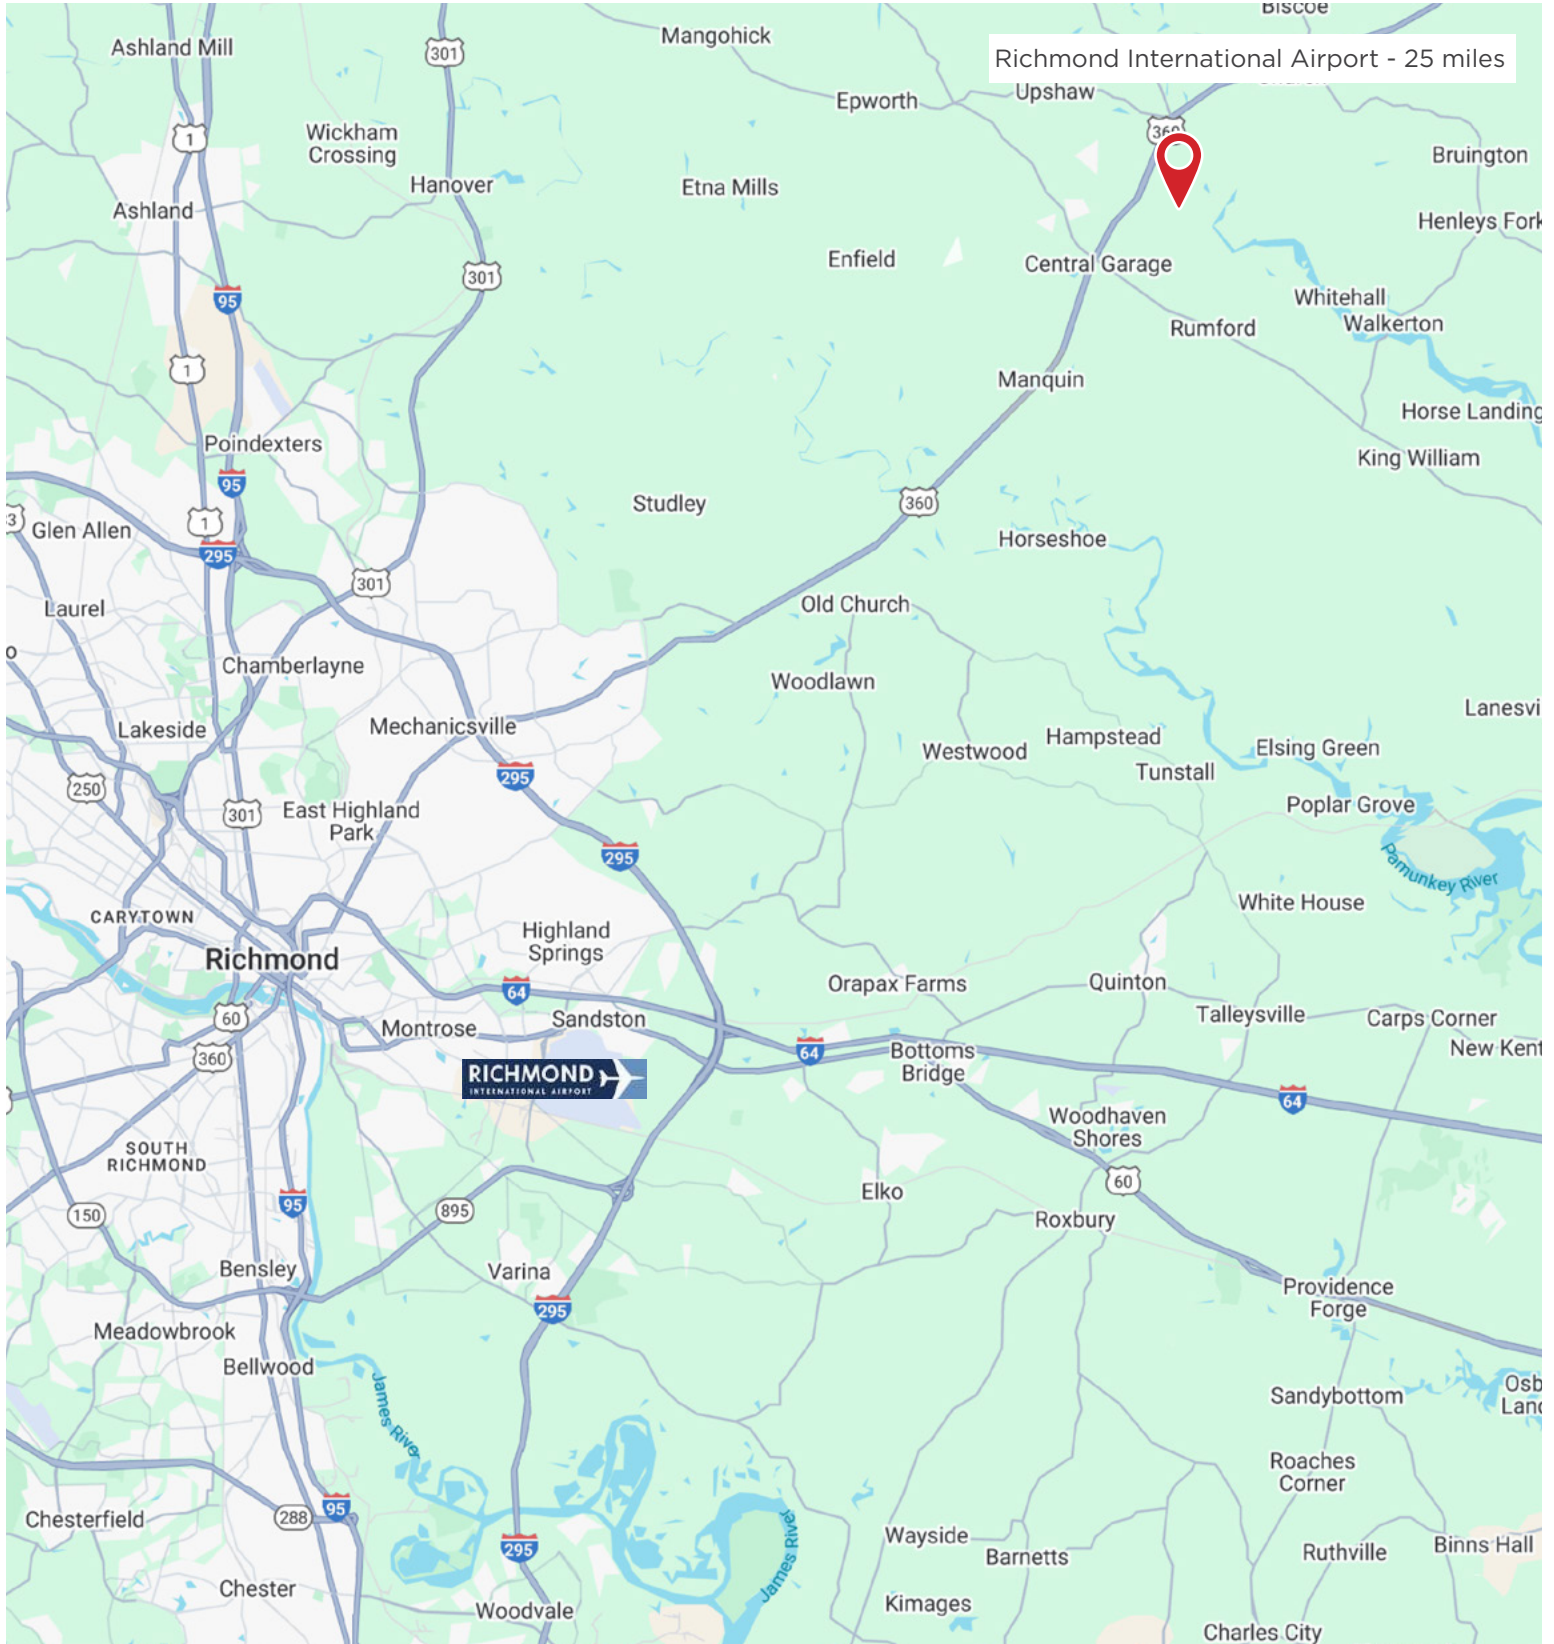 Biscoe
Ashland Mill
301
Mangohick
Richmond International Airport - 25 miles
Epworth
Upshaw
1
Wickham
Crossing
360
Bruington
Hanover
Etna Mills
Ashland
Henleys Fork
Enfield
Central Garage
301
95
Whitehall
Walkerton
Rumford
1
Manquin
Horse Landing
Poindexters
King William
95
Studley
360
3
Glen Allen
1
Horseshoe
295
301
Laurel
Old Church
o
Chamberlayne
Woodlawn
Lanesvi
Lakeside
Mechanicsville
Westwood
Hampstead
Elsing Green
Tunstall
295
250
301
East Highland
Park
Poplar Grove
295
Pamunkey River
CARYTOWN
White House
Highland
Springs
Richmond
64
Orapax Farms
Quinton
60
Montrose
Sandston
Talleysville
Carps Corner
360
64
Bottoms
Bridge
New Kent
RICHMOND
INTERNATIONAL AIRPORT
64
Woodhaven
Shores
SOUTH
RICHMOND
60
95
Elko
150
895
Roxbury
Bensley
Varina
Providence
Forge
295
Meadowbrook
Bellwood
James River
Sandybottom
Osb
Land
Roaches
Corner
288
95
Chesterfield
James River
295
Wayside
Barnetts
Ruthville
Binns Hall
Chester
Woodvale
Kimages
Charles City